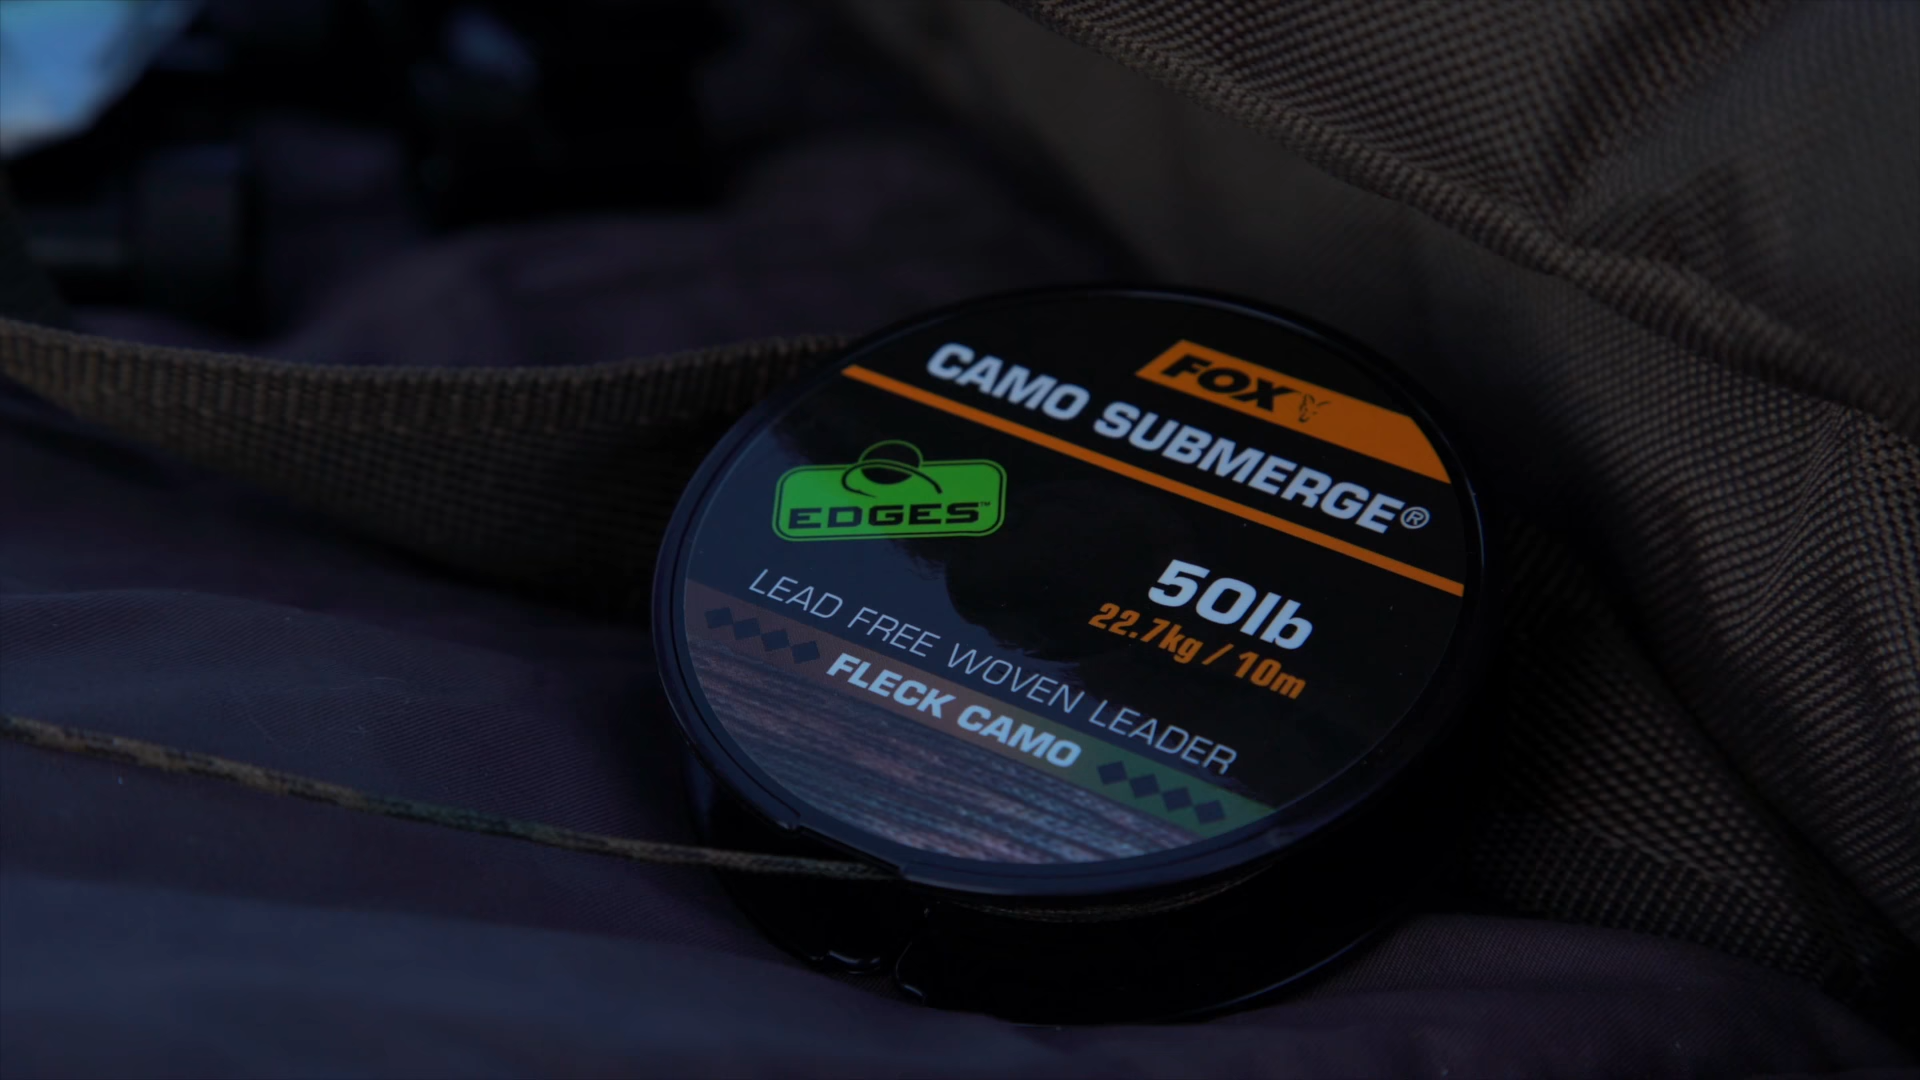 FOX
CAMO SUBMERGE®
EDGES™
50lb
22.7kg / 10m
LEAD FREE WOVEN LEADER
FLECK CAMO